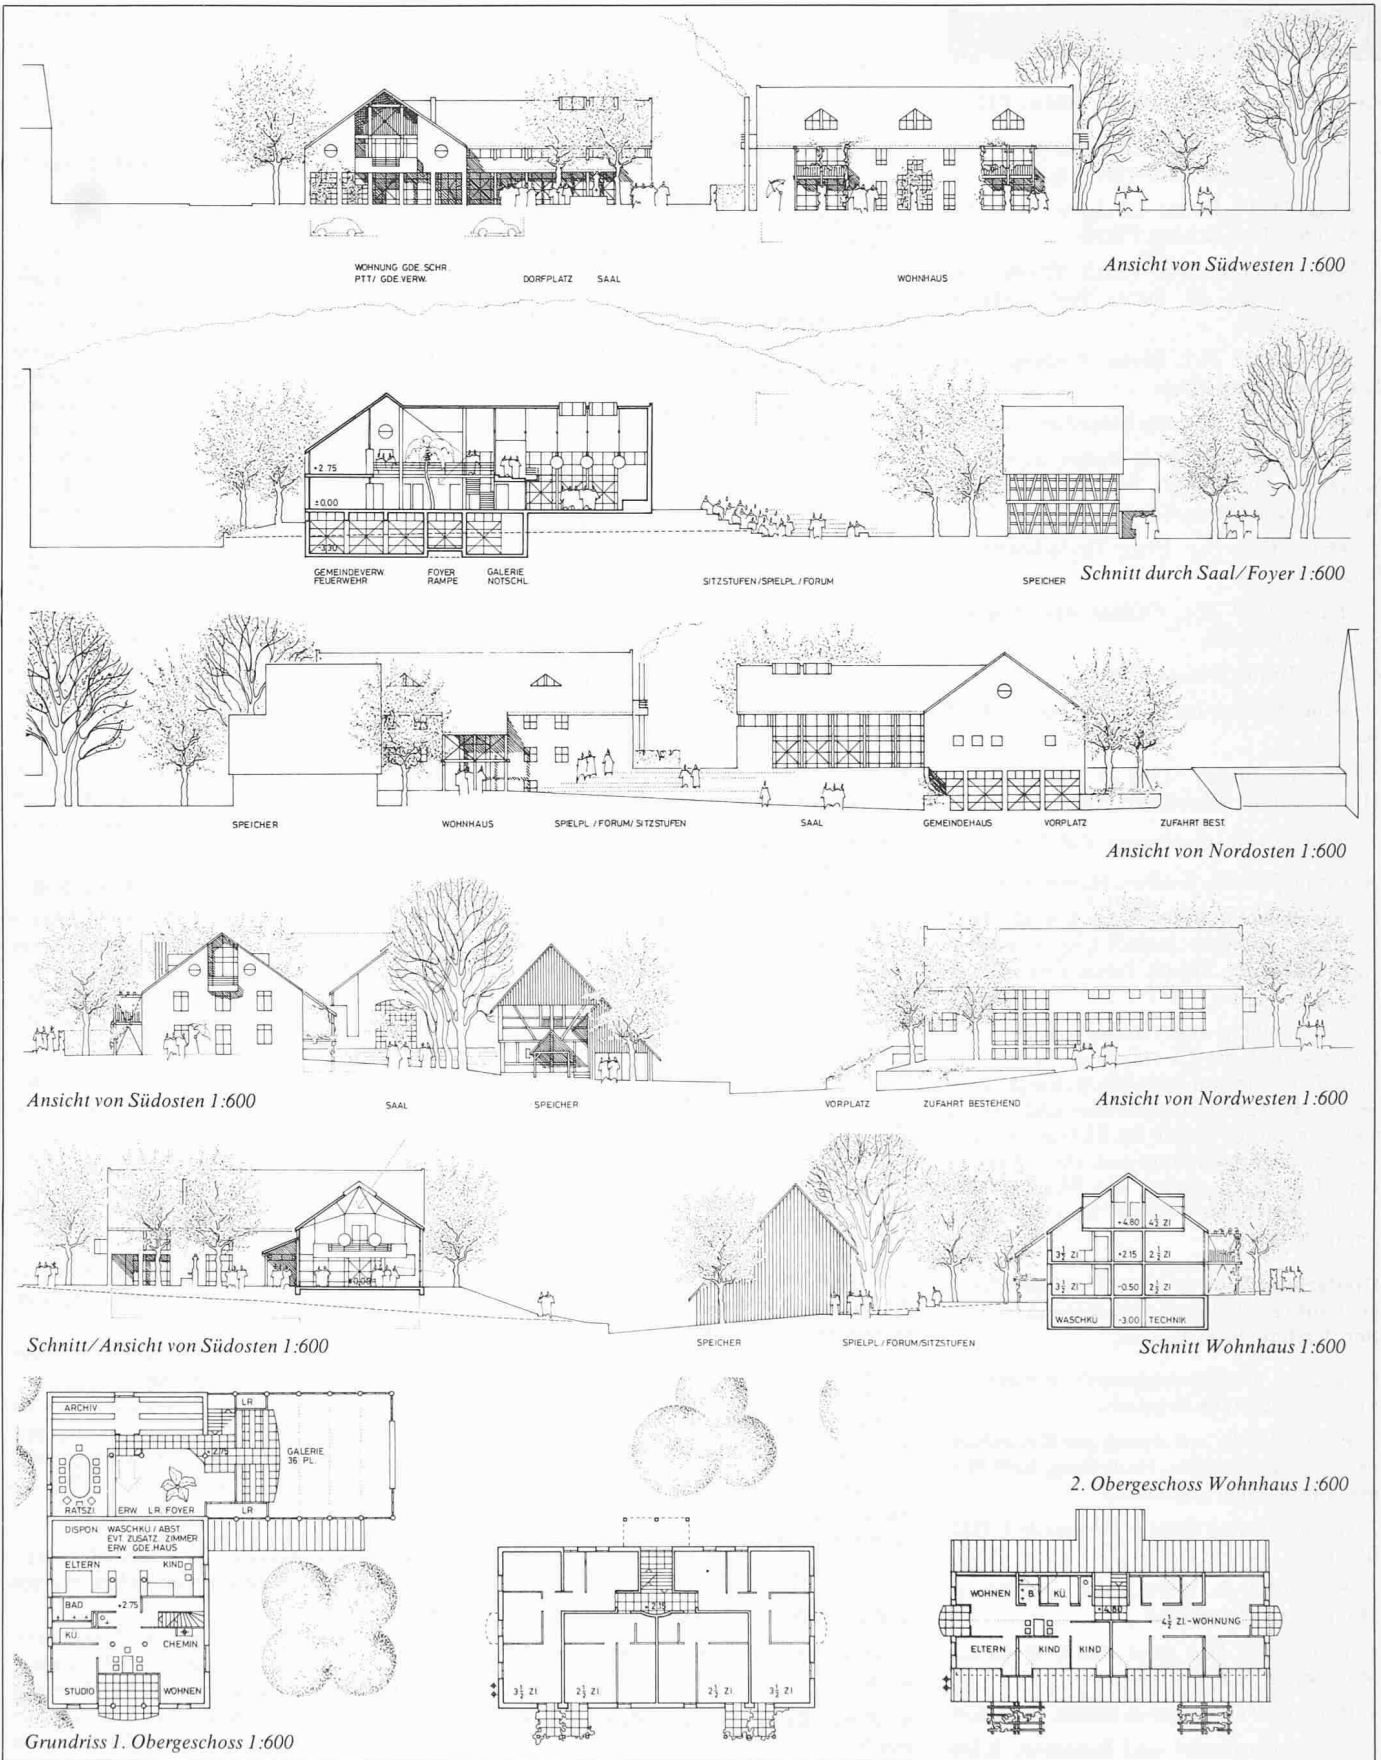 WOHNUNG GDE. SCHR.
PTT/ GDE.VERW.
DORFPLATZ
SAAL
WOHNHAUS
Ansicht von Südwesten 1:600
+2.75
±0.00
-3.30
GEMEINDEVERW.
FEUERWEHR
FOYER
RAMPE
GALERIE
NOTSCHL.
SITZSTUFEN/SPIELPL./FORUM
SPEICHER
Schnitt durch Saal/Foyer 1:600
SPEICHER
WOHNHAUS
SPIELPL./FORUM/SITZSTUFEN
SAAL
GEMEINDEHAUS
VORPLATZ
ZUFAHRT BEST.
Ansicht von Nordosten 1:600
Ansicht von Südosten 1:600
SAAL
SPEICHER
VORPLATZ
ZUFAHRT BESTEHEND
Ansicht von Nordwesten 1:600
±0.00
Schnitt/Ansicht von Südosten 1:600
SPEICHER
SPIELPL./FORUM/SITZSTUFEN
+4.80 4½ ZI
3½ ZI +2.15 2½ ZI
3½ ZI -0.50 2½ ZI
WASCHKÜ -3.00 TECHNIK
Schnitt Wohnhaus 1:600
ARCHIV
LR
+2.75
GALERIE
36 PL.
RATSZI.
ERW. LR. FOYER
LR
DISPON. WASCHKÜ / ABST
EVT. ZUSATZ. ZIMMER
ERW. GDE.HAUS
ELTERN
KIND
BAD
+2.75
KÜ.
CHEMIN.
STUDIO
WOHNEN
Grundriss 1. Obergeschoss 1:600
+2.15
3½ ZI.
2½ ZI.
2½ ZI.
3½ ZI.
2. Obergeschoss Wohnhaus 1:600
WOHNEN
B.
KÜ.
+4.80
4½ ZI.-WOHNUNG
ELTERN
KIND
KIND